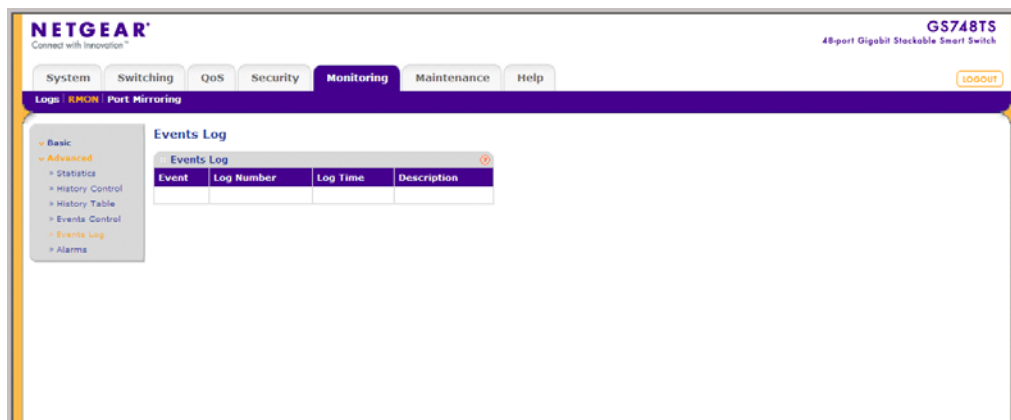 NETGEAR®
Connect with Innovation™
GS748TS
48-port Gigabit Stackable Smart Switch
System Switching QoS Security Monitoring Maintenance Help
LOGOUT
Logs RMON Port Mirroring
Basic
Advanced
Statistics
History Control
History Table
Events Control
Events Log
Alarms
Events Log
Events Log
Event Log Number Log Time Description